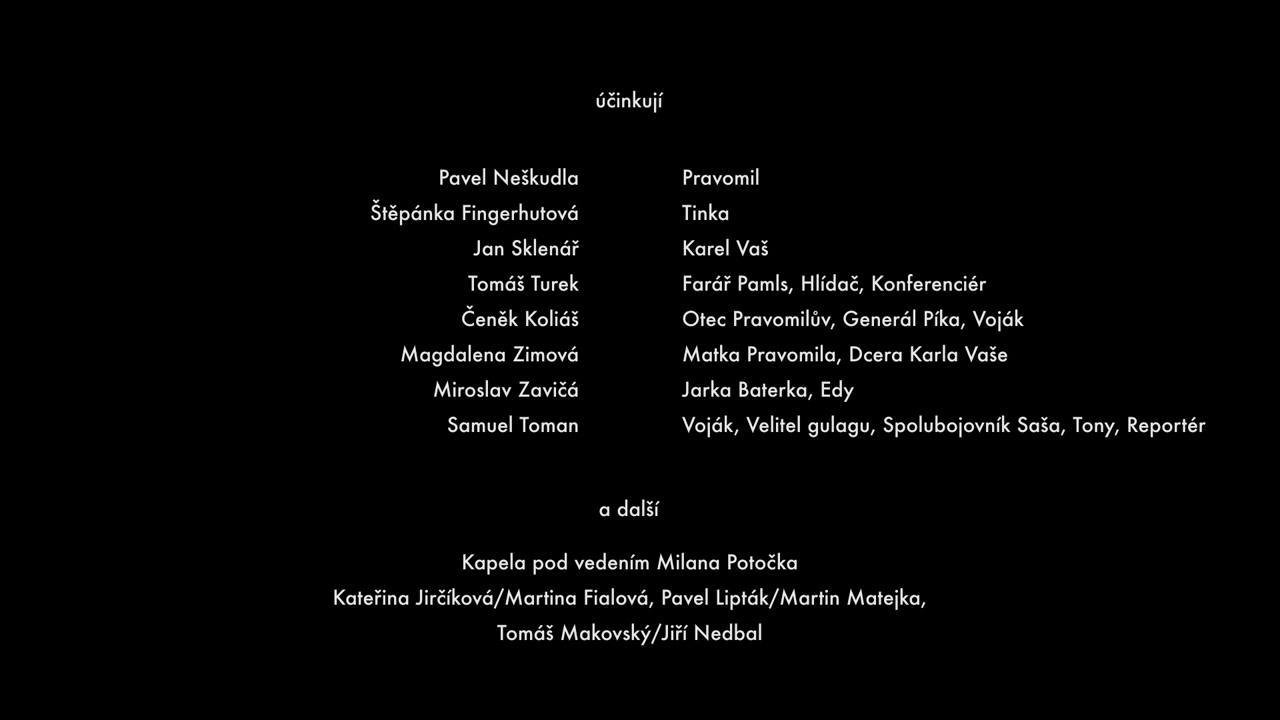 účinkují
Pavel Neškudla Pravomil
Štěpánka Fingerhutová Tinka
Jan Sklenář Karel Vaš
Tomáš Turek Farář Pamls, Hlídač, Konferenciér
Čeněk Koliáš Otec Pravomilův, Generál Píka, Voják
Magdalena Zimová Matka Pravomila, Dcera Karla Vaše
Miroslav Zavičá Jarka Baterka, Edy
Samuel Toman Voják, Velitel gulagu, Spolubojovník Saša, Tony, Reportér
a další
Kapela pod vedením Milana Potočka
Kateřina Jirčíková/Martina Fialová, Pavel Lipták/Martin Matejka,
Tomáš Makovský/Jiří Nedbal